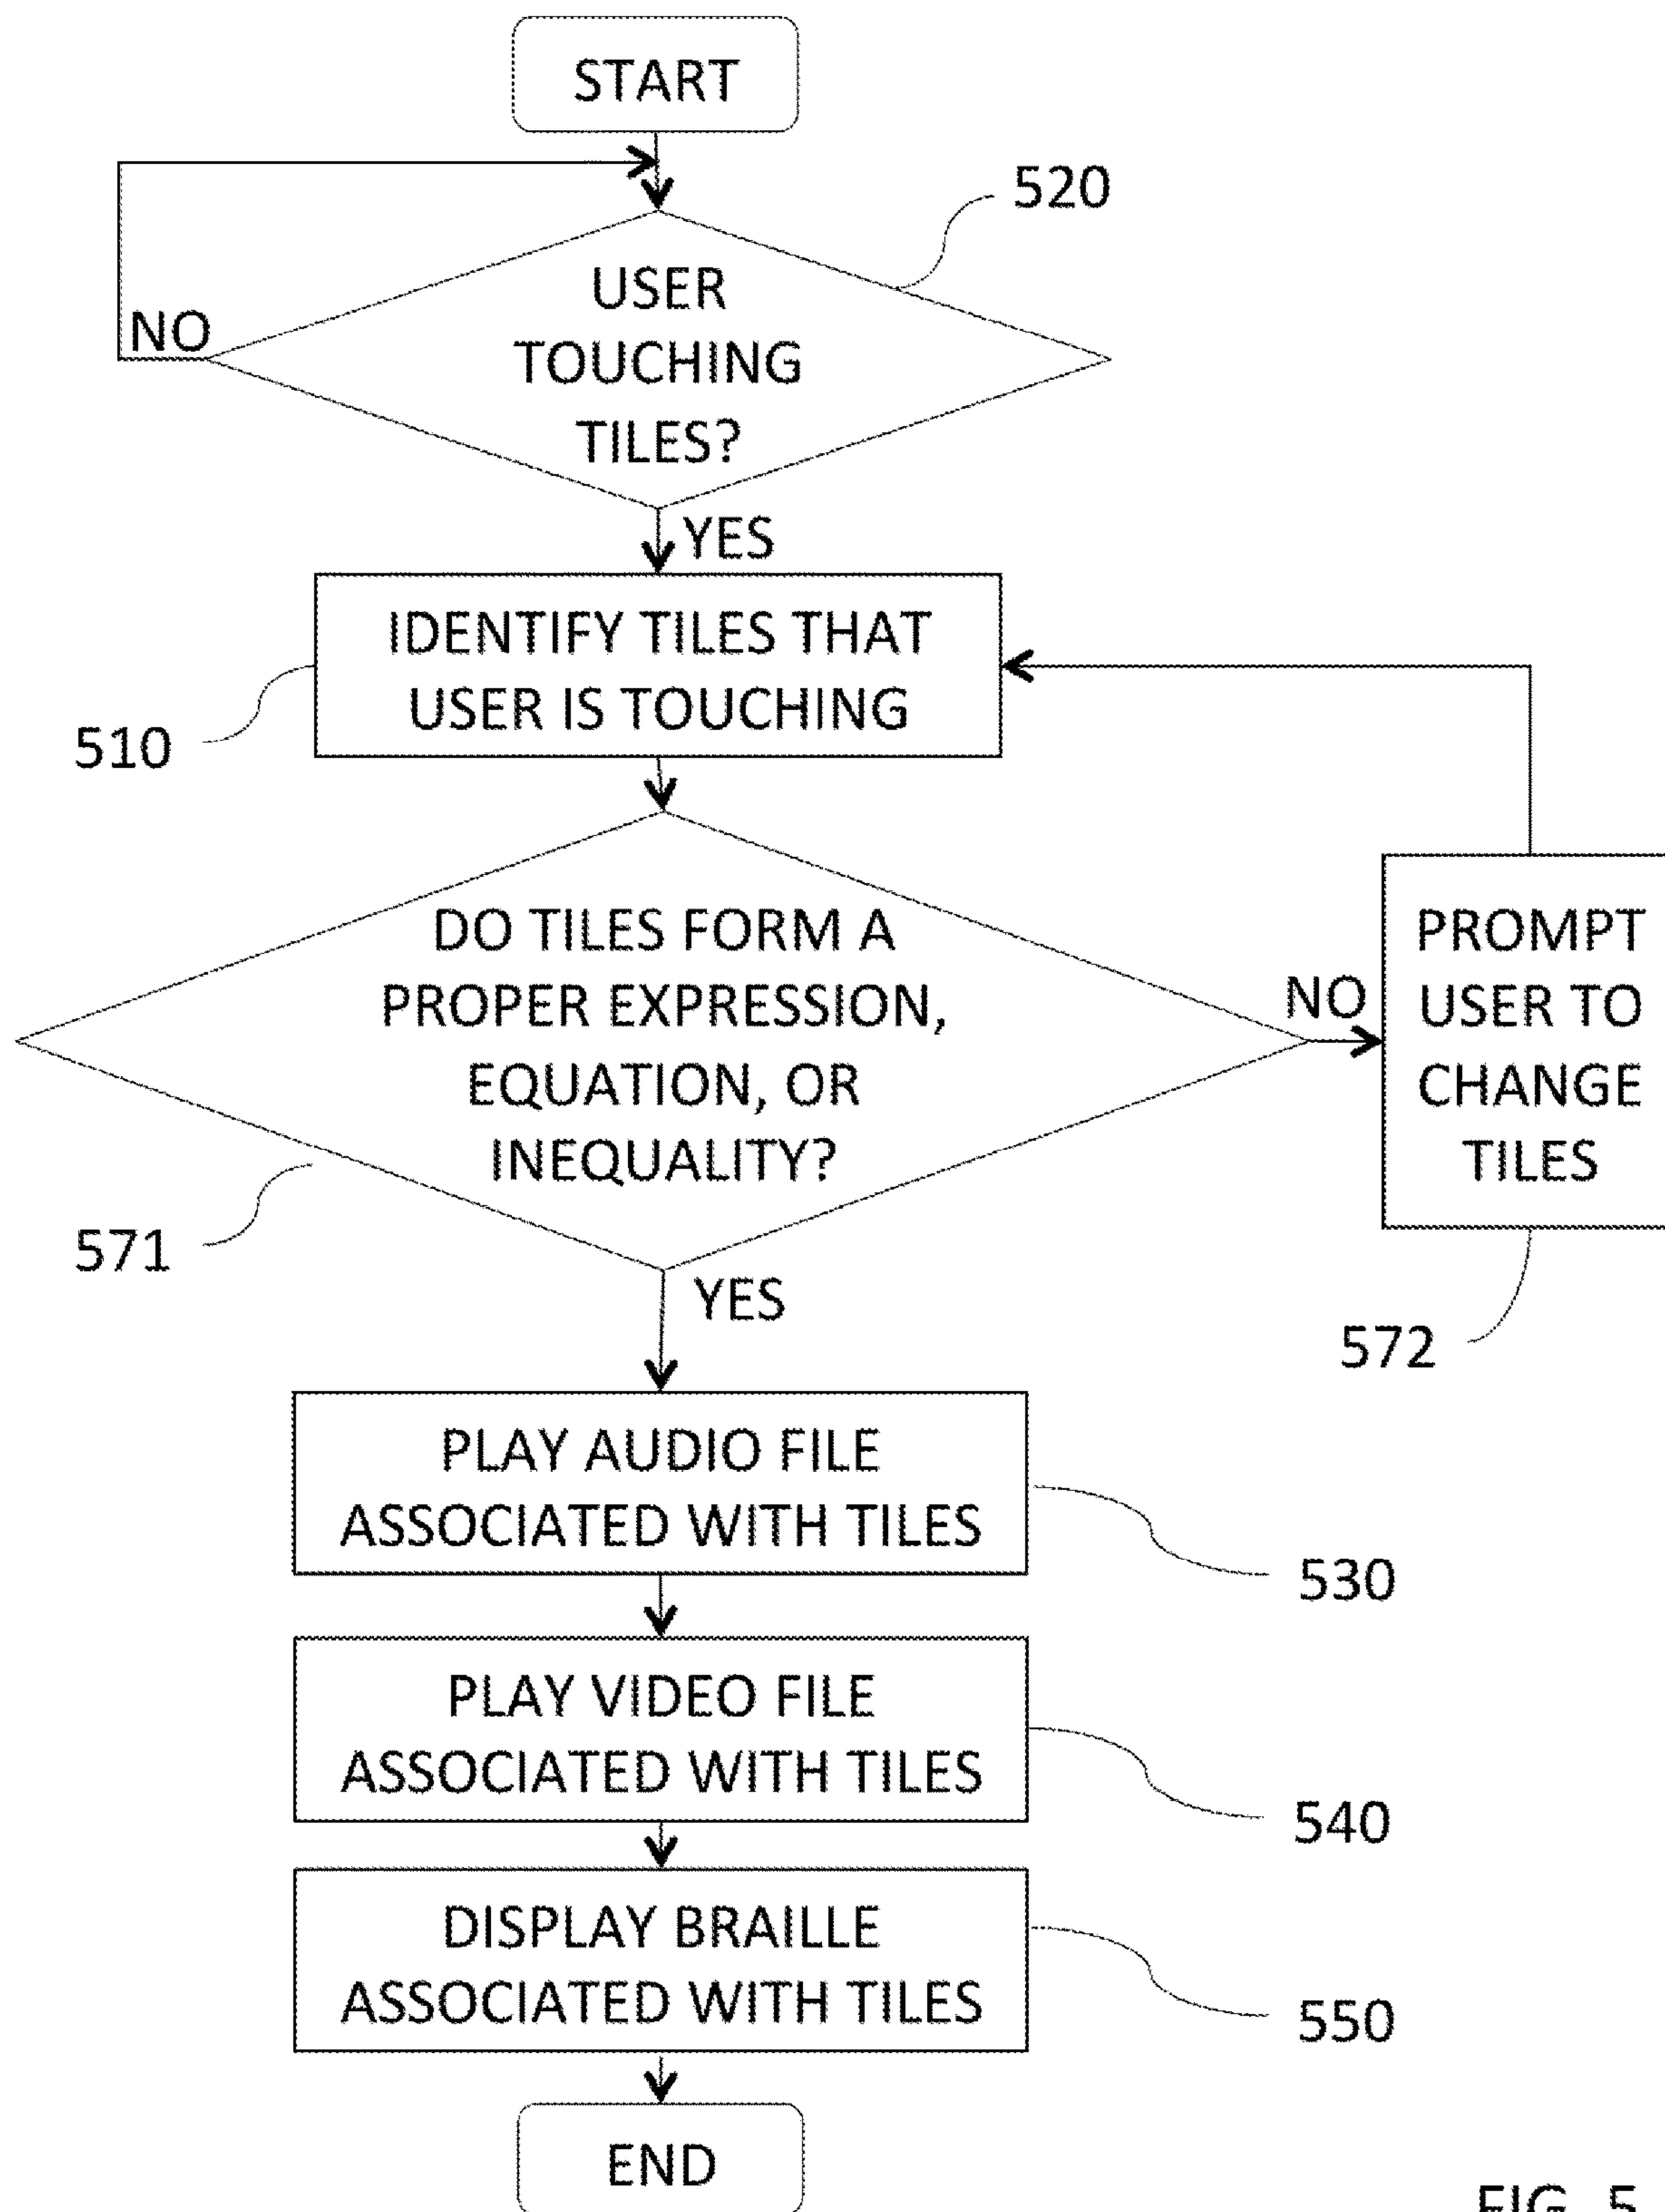 START
520
USER
TOUCHING
TILES?
NO
YES
IDENTIFY TILES THAT
USER IS TOUCHING
510
DO TILES FORM A
PROPER EXPRESSION,
EQUATION, OR
INEQUALITY?
NO
PROMPT
USER TO
CHANGE
TILES
571
YES
572
PLAY AUDIO FILE
ASSOCIATED WITH TILES
530
PLAY VIDEO FILE
ASSOCIATED WITH TILES
540
DISPLAY BRAILLE
ASSOCIATED WITH TILES
550
END
FIG. 5